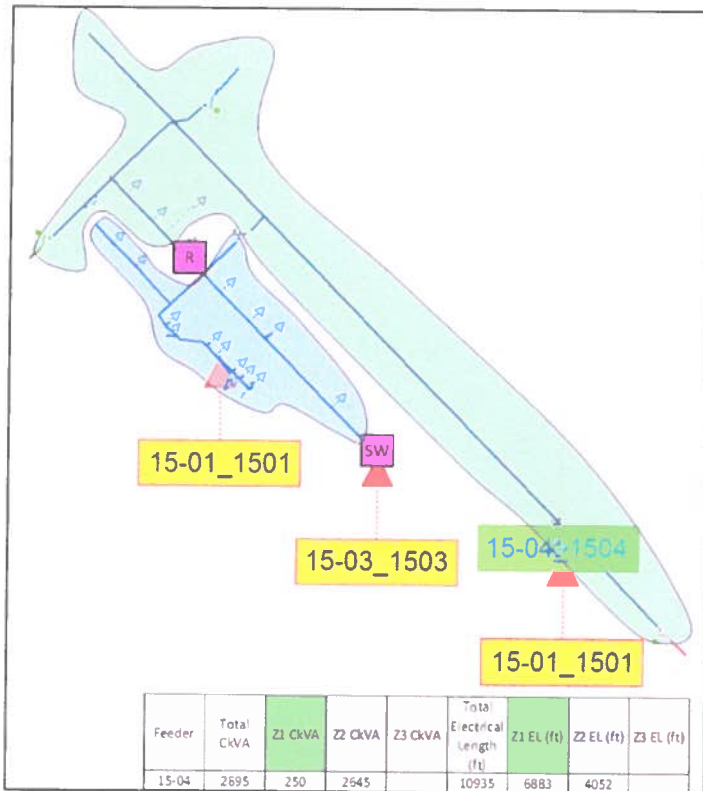 R
15-01_1501
SW
15-03_1503
15-04_1504
15-01_1501
Feeder Total CkVA Z1 CkVA Z2 CkVA Z3 CkVA Total Electrical Length (ft) Z1 EL (ft) Z2 EL (ft) Z3 EL (ft)
15-04 2695 250 2645 10935 6883 4052